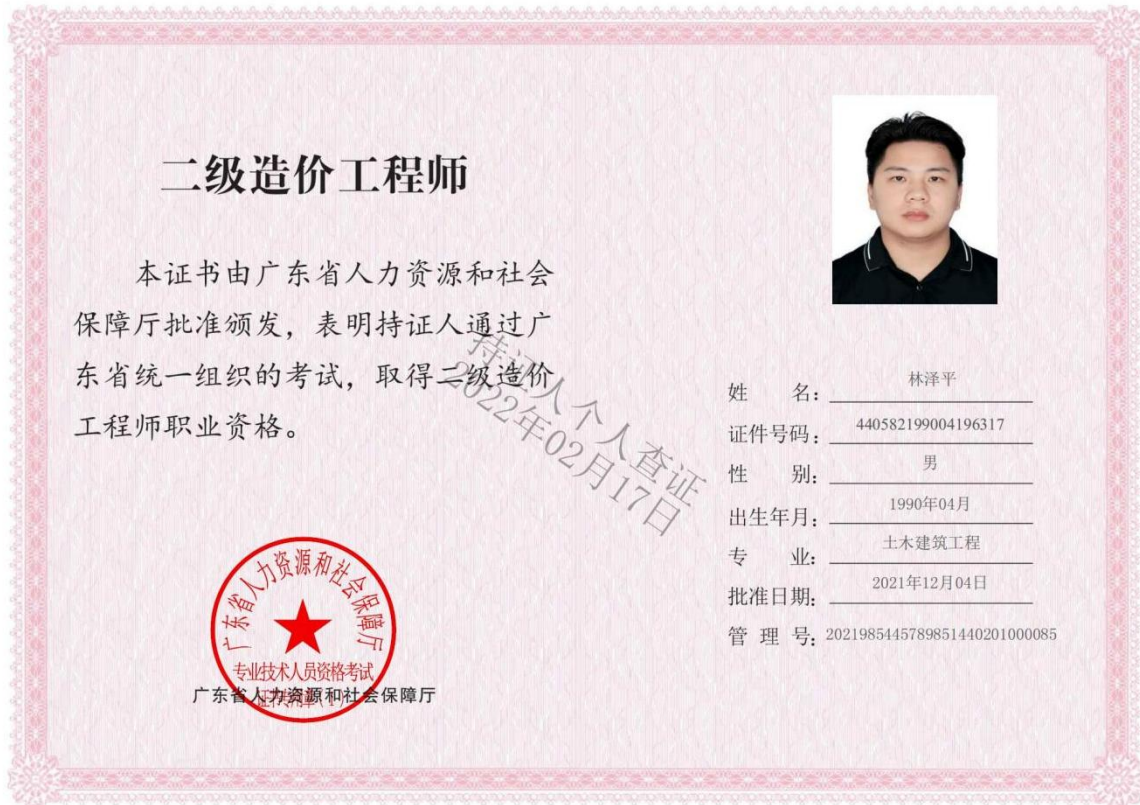 二级造价工程师
本证书由广东省人力资源和社会
保障厅批准颁发，表明持证人通过广
东省统一组织的考试，取得二级造价
工程师职业资格。
持证人个人查证
2022年02月17日
姓 名：林泽平
证件号码：440582199004196317
性 别：男
出生年月：1990年04月
专 业：土木建筑工程
批准日期：2021年12月04日
管 理 号：2021985445789851440201000085
广东省人力资源和社会保障厅
专业技术人员资格考试
广东省人力资源和社会保障厅